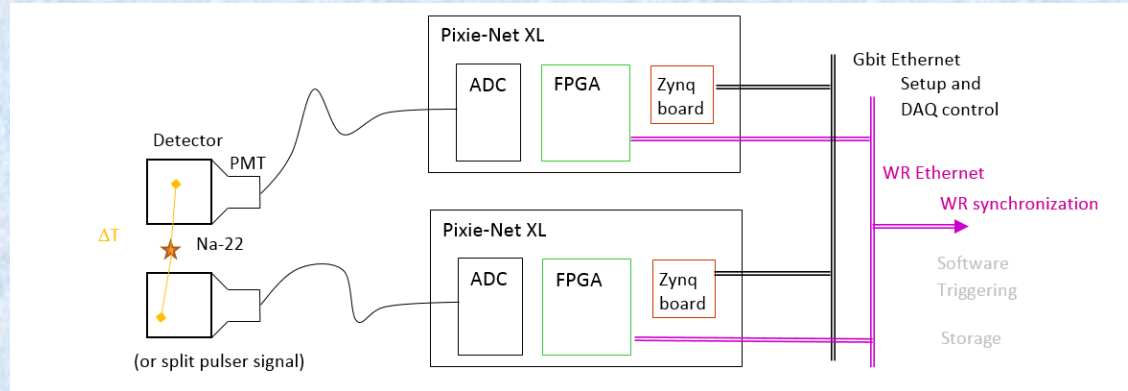 Pixie-Net XL
ADC
FPGA
Zynq
board
Gbit Ethernet
Setup and
DAQ control
Detector
PMT
WR Ethernet
WR synchronization
ΔT
Na-22
Pixie-Net XL
ADC
FPGA
Zynq
board
Software
Triggering
Storage
(or split pulser signal)